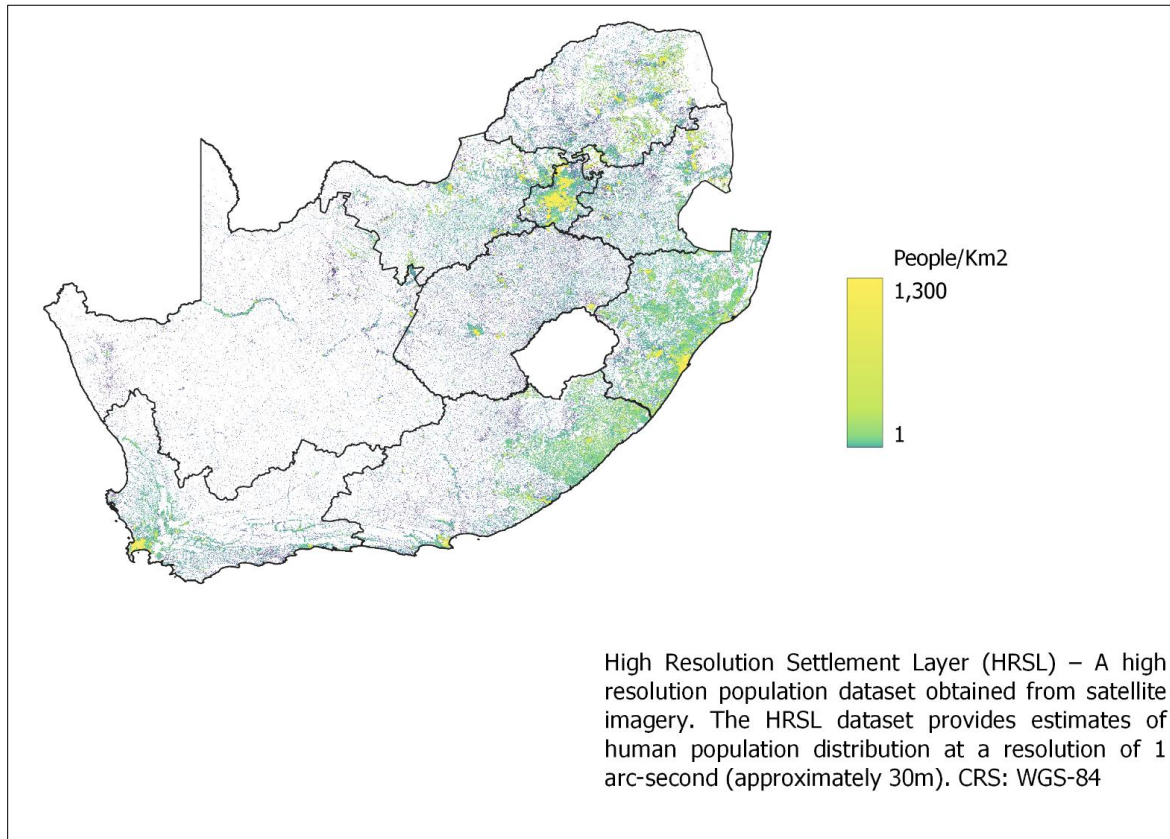 People/Km2
1,300
1
High Resolution Settlement Layer (HRSL) – A high
resolution population dataset obtained from satellite
imagery. The HRSL dataset provides estimates of
human population distribution at a resolution of 1
arc-second (approximately 30m). CRS: WGS-84